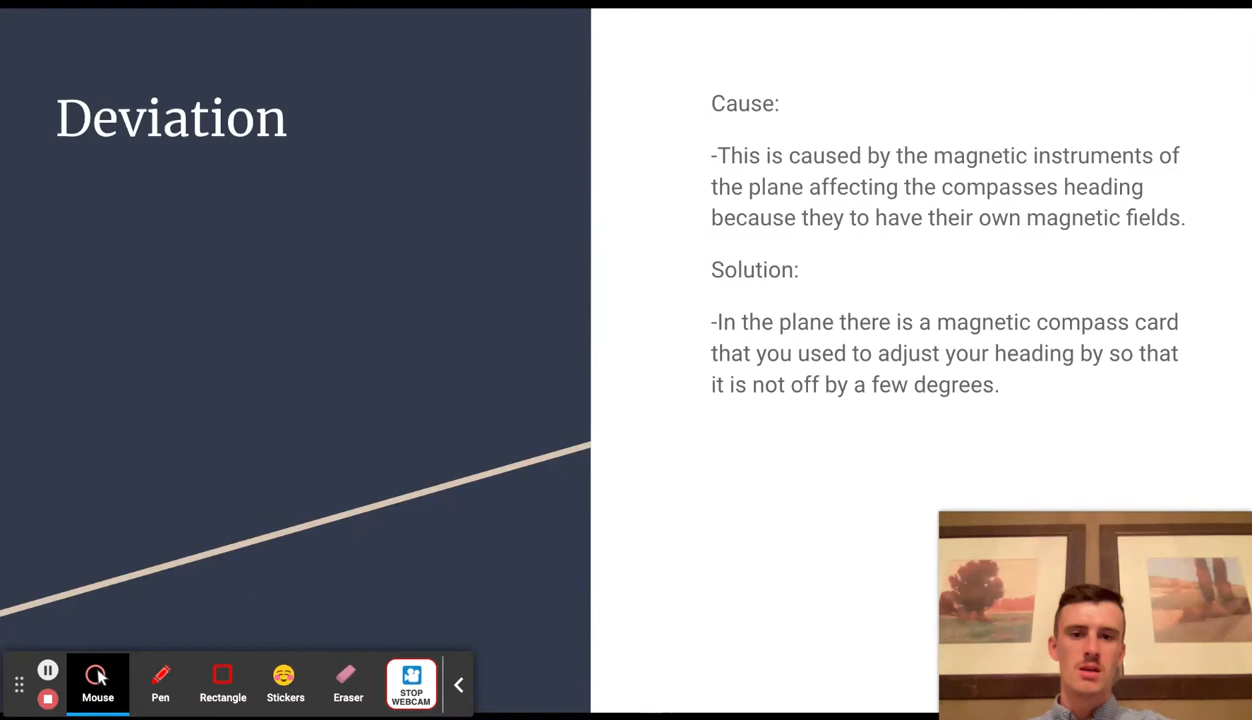 Deviation
Cause:
-This is caused by the magnetic instruments of
the plane affecting the compasses heading
because they to have their own magnetic fields.
Solution:
-In the plane there is a magnetic compass card
that you used to adjust your heading by so that
it is not off by a few degrees.
Mouse
Pen
Rectangle
Stickers
Eraser
STOP
WEBCAM